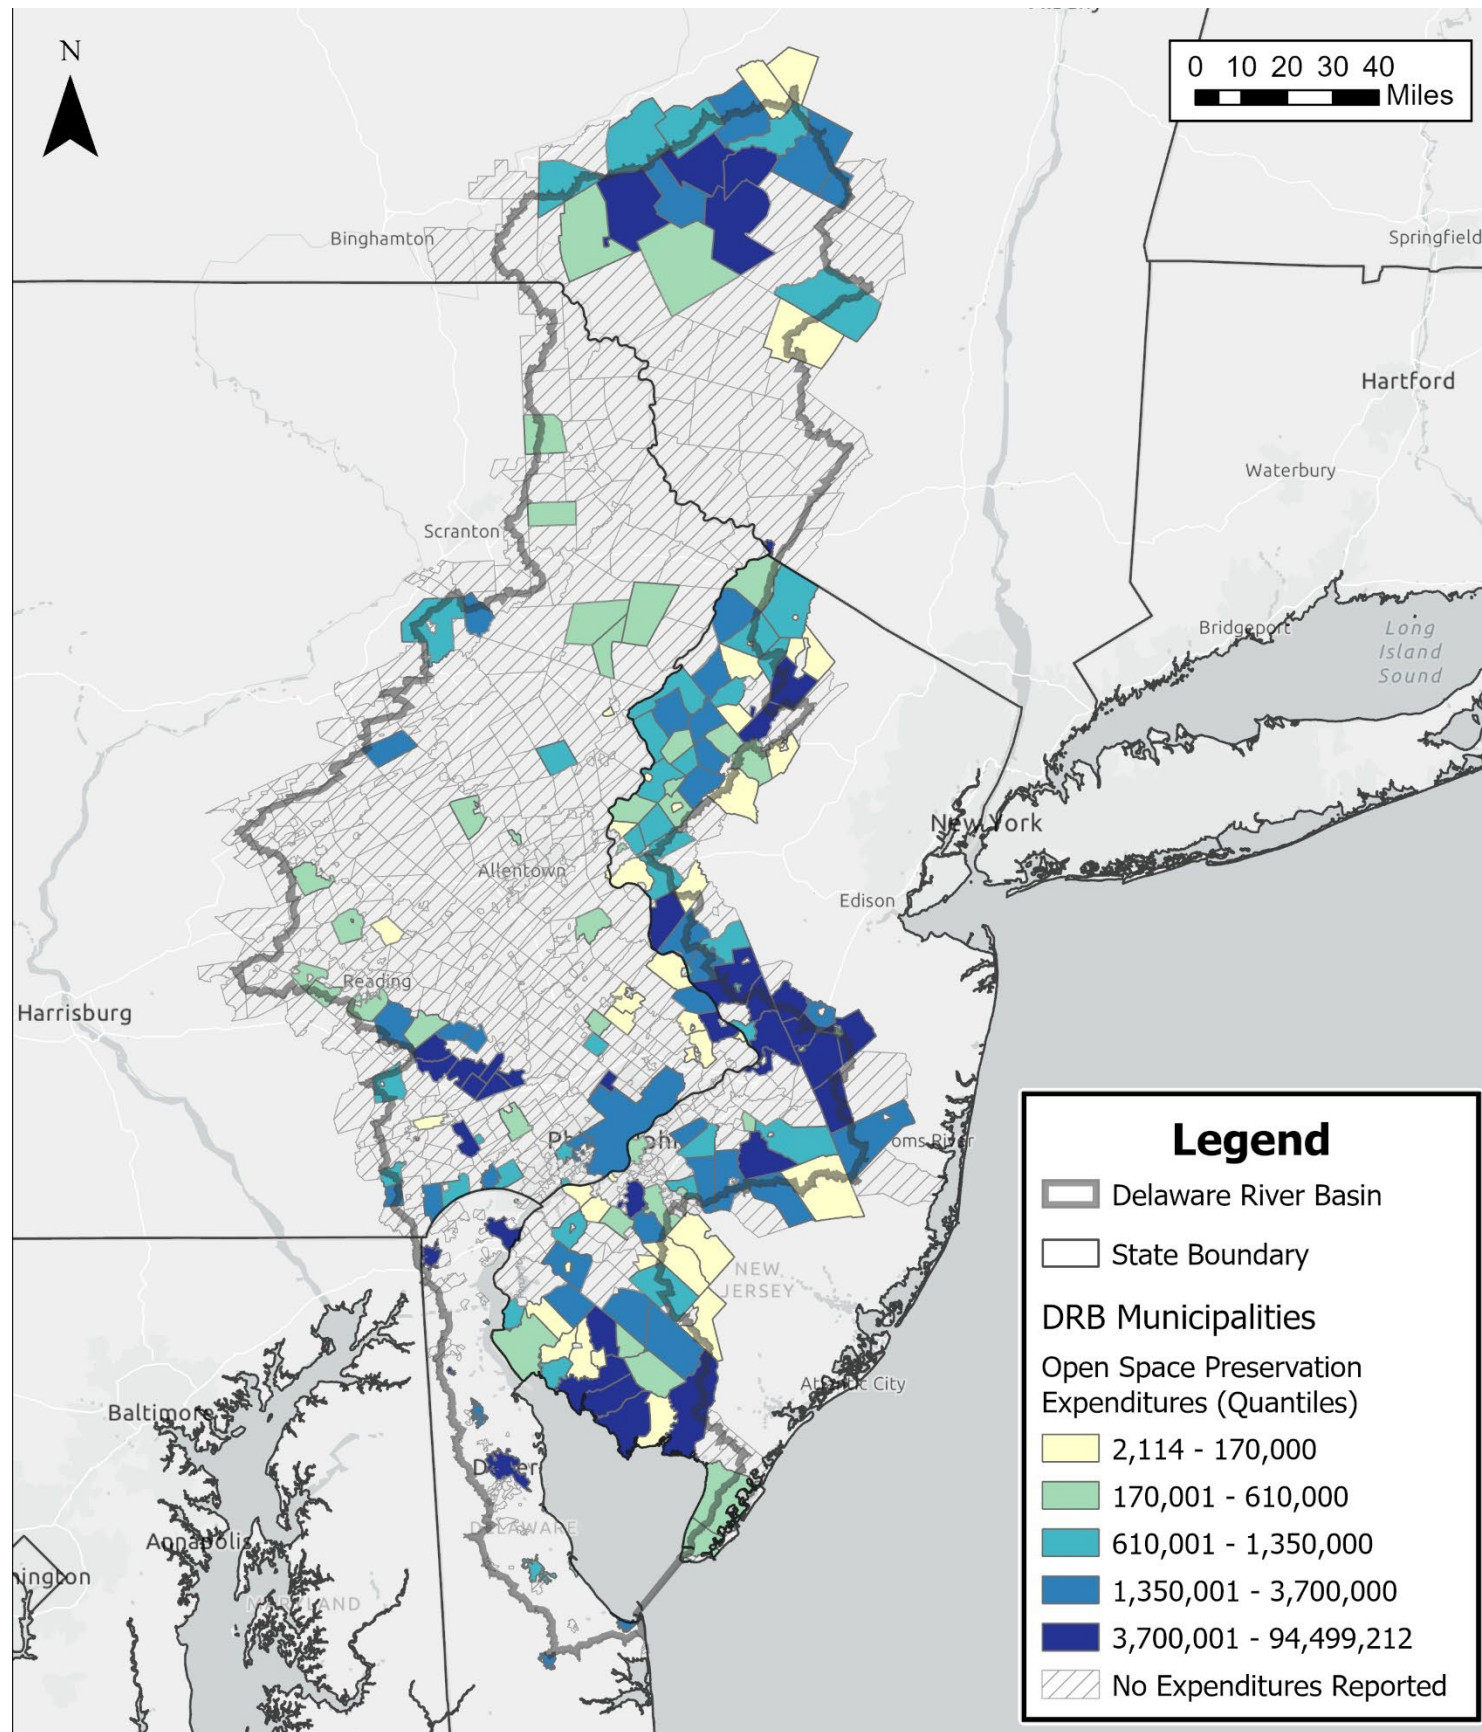 N
0 10 20 30 40
Miles
Binghamton
Springfield
Hartford
Waterbury
Scranton
Bridgeport
Long
Island
Sound
New York
Allentown
Edison
Reading
Harrisburg
oms River
NEW
JERSEY
Atlantic City
Baltimore
Dover
DELAWARE
Annapolis
MARYLAND
hington
Legend
Delaware River Basin
State Boundary
DRB Municipalities
Open Space Preservation
Expenditures (Quantiles)
2,114 - 170,000
170,001 - 610,000
610,001 - 1,350,000
1,350,001 - 3,700,000
3,700,001 - 94,499,212
No Expenditures Reported